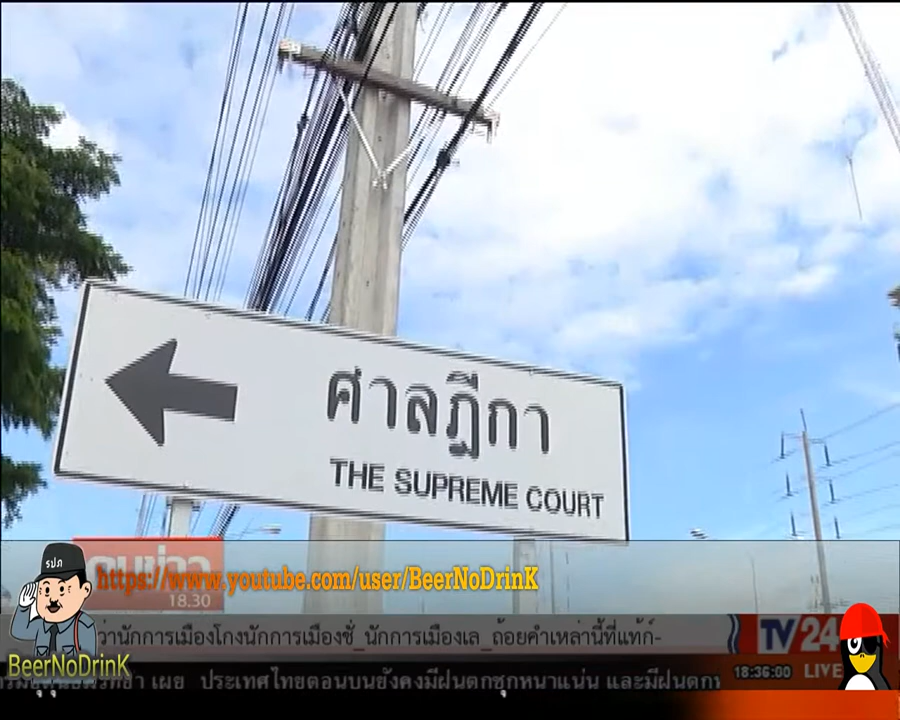 ศาลฎีกา
THE SUPREME COURT
รปภ
https://www.youtube.com/user/BeerNoDrinK
18.30
ว่านักการเมืองโกงนักการเมืองชั่_นักการเมืองเล_ถ้อยคำเหล่านี้ที่แท้ก้-
TV24
BeerNoDrinK
เผย ประเทศไทยตอนบนยังคงมีฝนตกชุกหนาแน่น และมีฝนตก
18:36:00 LIVE